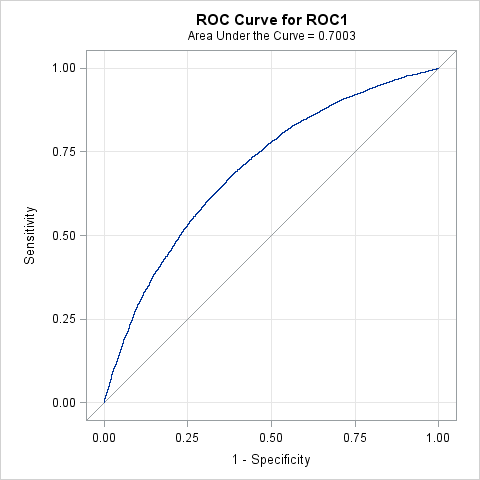 ROC Curve for ROC1
Area Under the Curve = 0.7003
1.00
0.75
0.50
0.25
0.00
Sensitivity
0.00 0.25 0.50 0.75 1.00
1 - Specificity